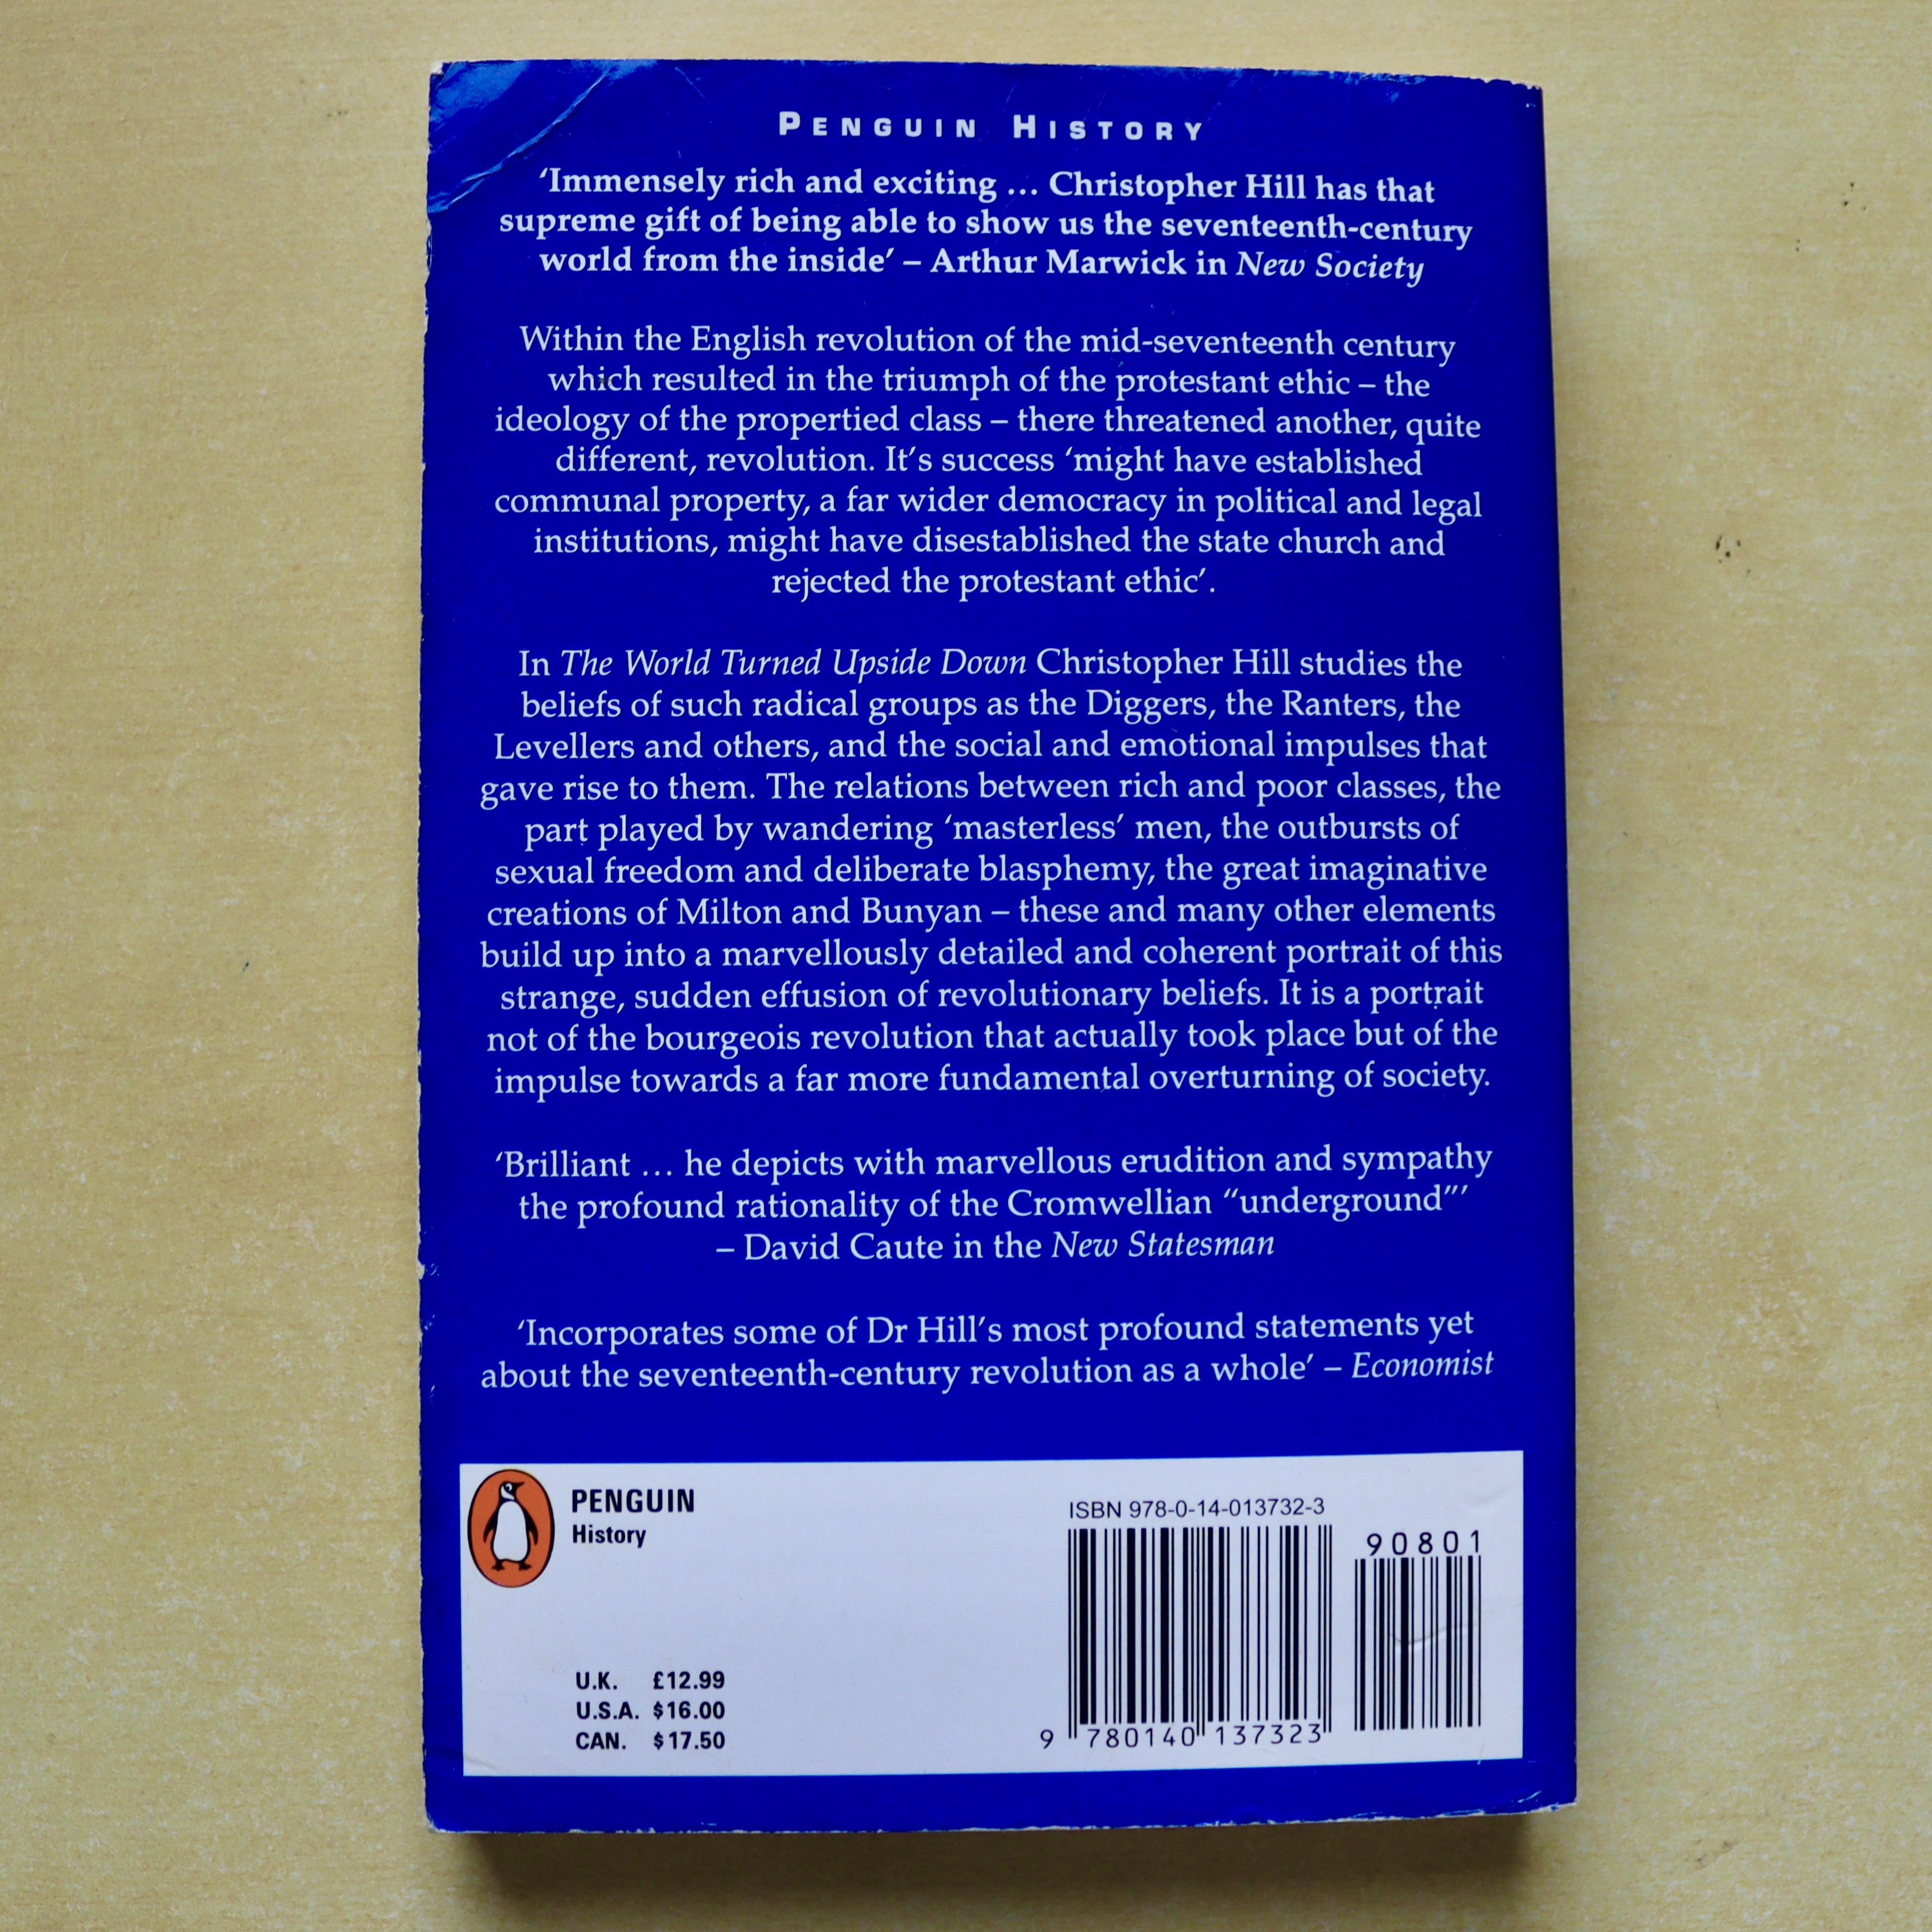 PENGUIN HISTORY
‘Immensely rich and exciting ... Christopher Hill has that
supreme gift of being able to show us the seventeenth-century
world from the inside’ – Arthur Marwick in New Society
Within the English revolution of the mid-seventeenth century
which resulted in the triumph of the protestant ethic – the
ideology of the propertied class – there threatened another, quite
different, revolution. It’s success ‘might have established
communal property, a far wider democracy in political and legal
institutions, might have disestablished the state church and
rejected the protestant ethic’.
In The World Turned Upside Down Christopher Hill studies the
beliefs of such radical groups as the Diggers, the Ranters, the
Levellers and others, and the social and emotional impulses that
gave rise to them. The relations between rich and poor classes, the
part played by wandering ‘masterless’ men, the outbursts of
sexual freedom and deliberate blasphemy, the great imaginative
creations of Milton and Bunyan – these and many other elements
build up into a marvellously detailed and coherent portrait of this
strange, sudden effusion of revolutionary beliefs. It is a portrait
not of the bourgeois revolution that actually took place but of the
impulse towards a far more fundamental overturning of society.
‘Brilliant ... he depicts with marvellous erudition and sympathy
the profound rationality of the Cromwellian “underground”’
– David Caute in the New Statesman
‘Incorporates some of Dr Hill’s most profound statements yet
about the seventeenth-century revolution as a whole’ – Economist
PENGUIN
History
U.K. £12.99
U.S.A. $16.00
CAN. $17.50
ISBN 978-0-14-013732-3
90801
9 780140 137323